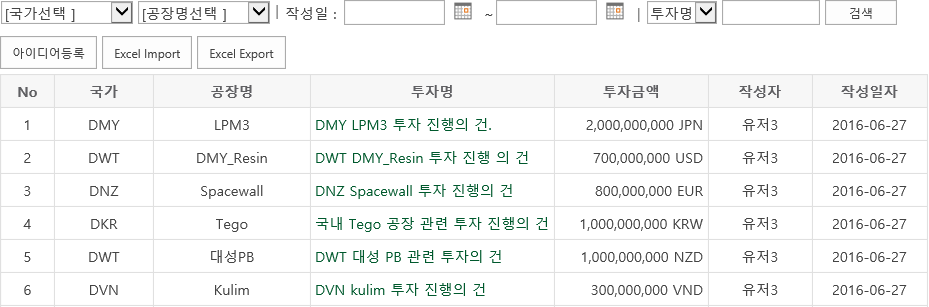 [국가선택 ] [공장명선택 ] | 작성일 : ~ | 투자명 검색
아이디어등록 Excel Import Excel Export
No 국가 공장명 투자명 투자금액 작성자 작성일자
1 DMY LPM3 DMY LPM3 투자 진행의 건. 2,000,000,000 JPN 유저3 2016-06-27
2 DWT DMY_Resin DWT DMY_Resin 투자 진행 의 건 700,000,000 USD 유저3 2016-06-27
3 DNZ Spacewall DNZ Spacewall 투자 진행의 건 800,000,000 EUR 유저3 2016-06-27
4 DKR Tego 국내 Tego 공장 관련 투자 진행의 건 1,000,000,000 KRW 유저3 2016-06-27
5 DWT 대성PB DWT 대성 PB 관련 투자의 건 1,000,000,000 NZD 유저3 2016-06-27
6 DVN Kulim DVN kulim 투자 진행의 건 300,000,000 VND 유저3 2016-06-27